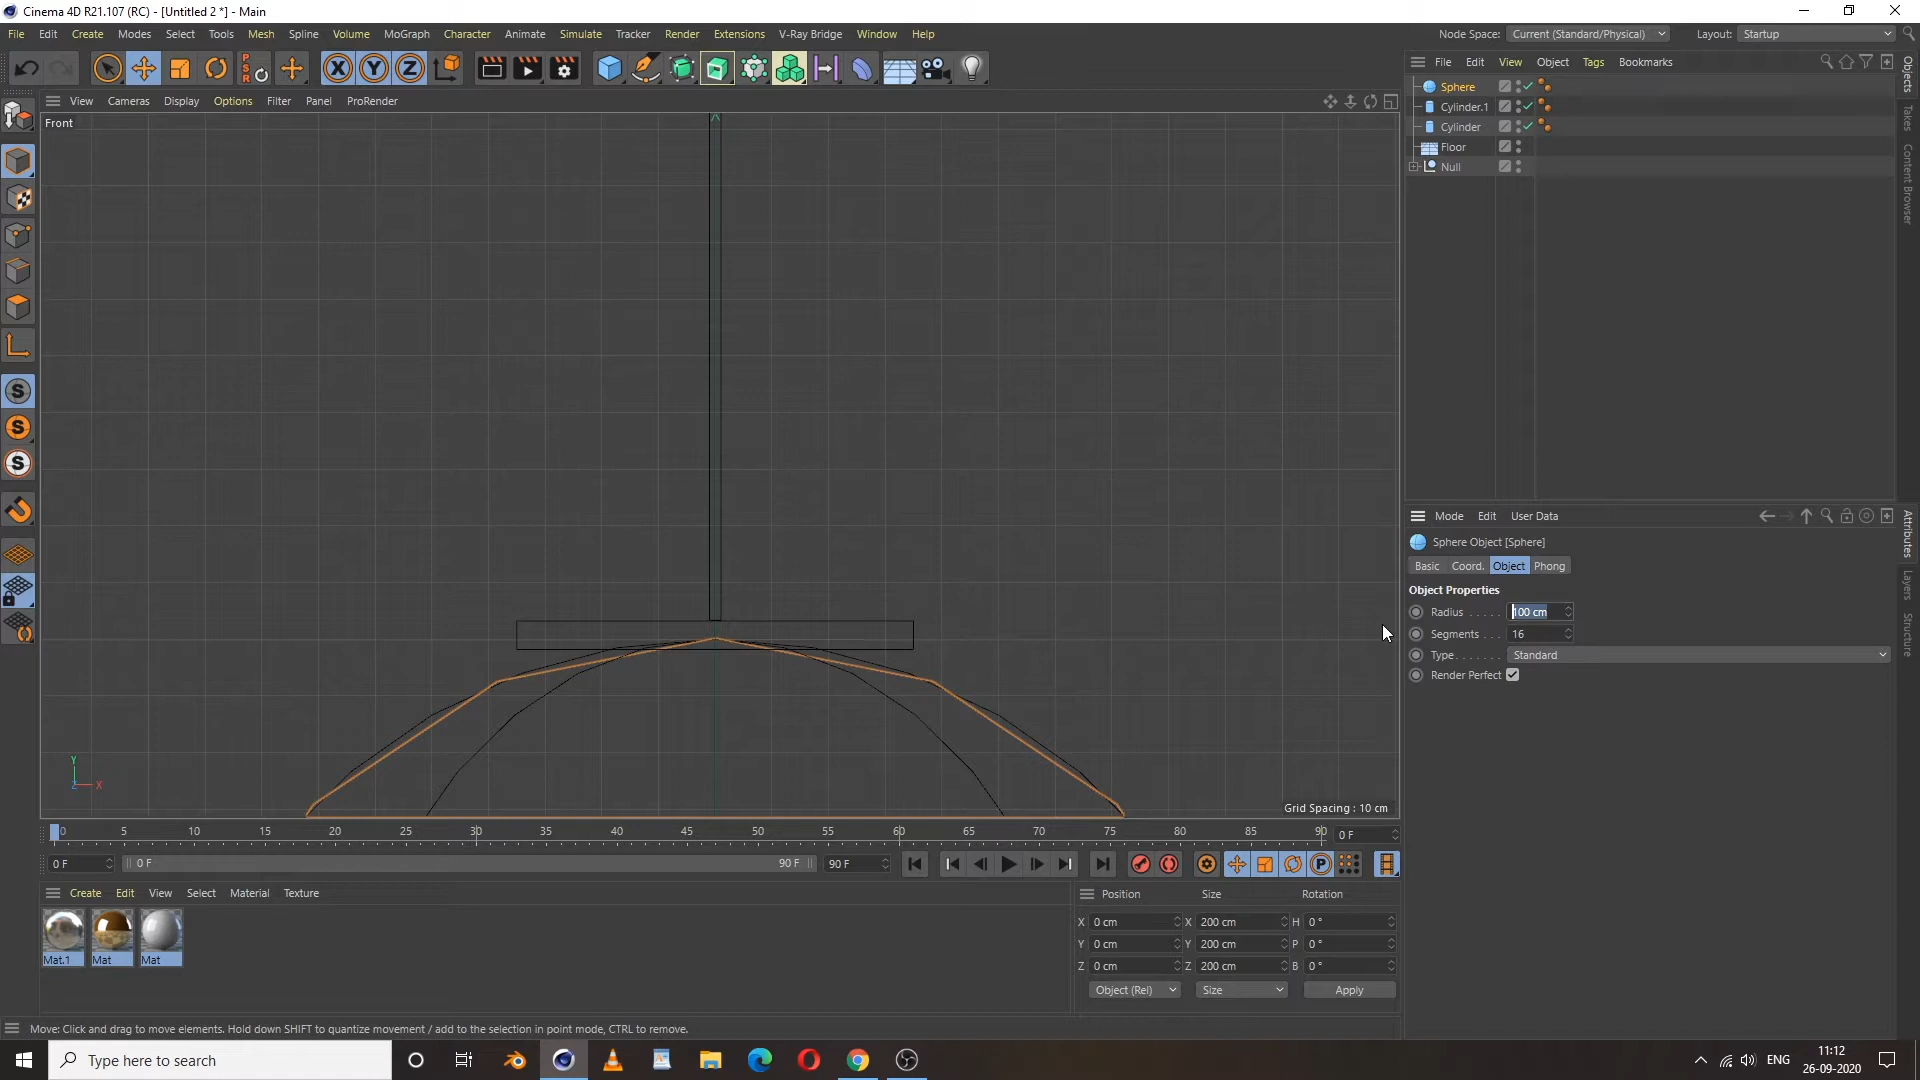 Cinema 4D R21.107 (RC) - [Untitled 2 *] - Main
File Edit Create Modes Select Tools Mesh Spline Volume MoGraph Character Animate Simulate Tracker Render Extensions V-Ray Bridge Window Help
Node Space: Current (Standard/Physical) Layout: Startup
View Cameras Display Options Filter Panel ProRender
File Edit View Object Tags Bookmarks
Front
Sphere
Cylinder.1
Cylinder
Floor
Null
Objects
Takes
Content Browser
Structure
Attributes
Layers
Mode Edit User Data
Sphere Object [Sphere]
Basic Coord. Object Phong
Object Properties
Radius . . . . . 100 cm
Segments . . . 16
Type . . . . . . . Standard
Render Perfect
Y
Z X
Grid Spacing : 10 cm
0 5 10 15 20 25 30 35 40 45 50 55 60 65 70 75 80 85 90 0 F
0 F 0 F 90 F 90 F
Create Edit View Select Material Texture
Mat.1 Mat Mat
Position Size Rotation
X 0 cm X 200 cm H 0 °
Y 0 cm Y 200 cm P 0 °
Z 0 cm Z 200 cm B 0 °
Object (Rel) Size Apply
Move: Click and drag to move elements. Hold down SHIFT to quantize movement / add to the selection in point mode, CTRL to remove.
Type here to search
ENG
11:12
26-09-2020